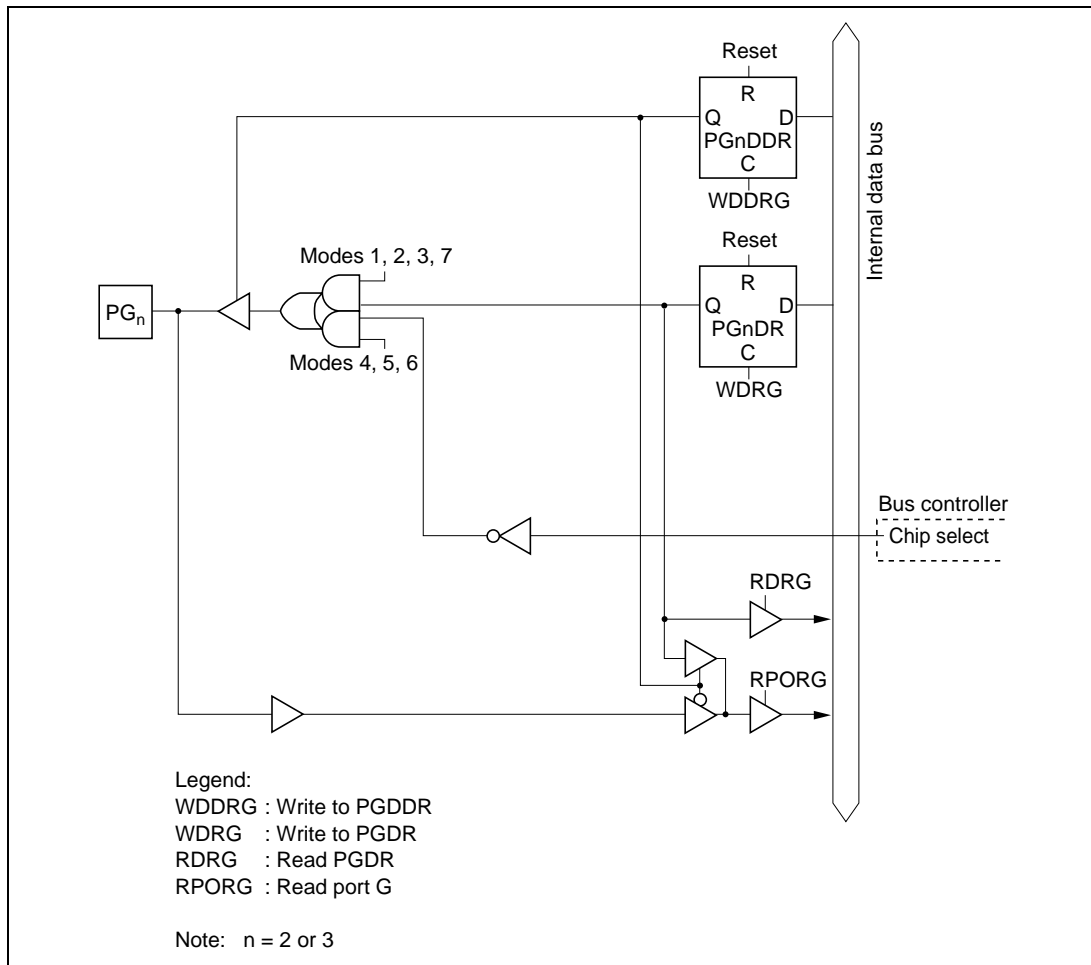 Reset
R
Q D
PGnDDR
C
WDDRG
Internal data bus
Reset
Modes 1, 2, 3, 7
R
Q D
PGnDR
C
WDRG
PGn
Modes 4, 5, 6
Bus controller
Chip select
RDRG
RPORG
Legend:
WDDRG : Write to PGDDR
WDRG : Write to PGDR
RDRG : Read PGDR
RPORG : Read port G
Note: n = 2 or 3